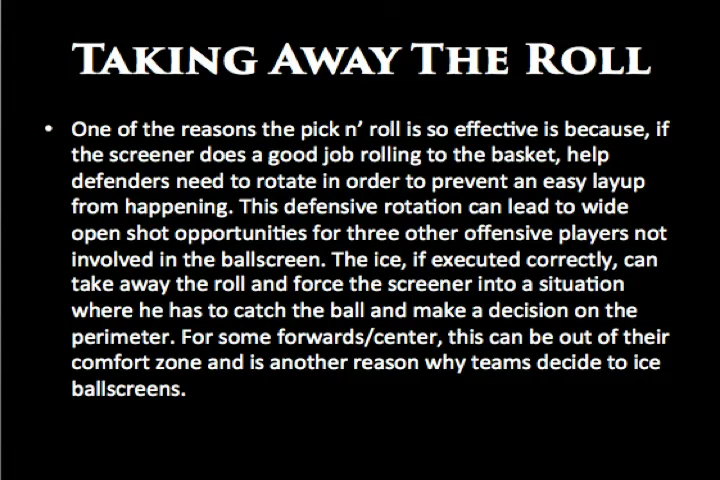 TAKING AWAY THE ROLL
• One of the reasons the pick n’ roll is so effective is because, if
the screener does a good job rolling to the basket, help
defenders need to rotate in order to prevent an easy layup
from happening. This defensive rotation can lead to wide
open shot opportunities for three other offensive players not
involved in the ballscreen. The ice, if executed correctly, can
take away the roll and force the screener into a situation
where he has to catch the ball and make a decision on the
perimeter. For some forwards/center, this can be out of their
comfort zone and is another reason why teams decide to ice
ballscreens.